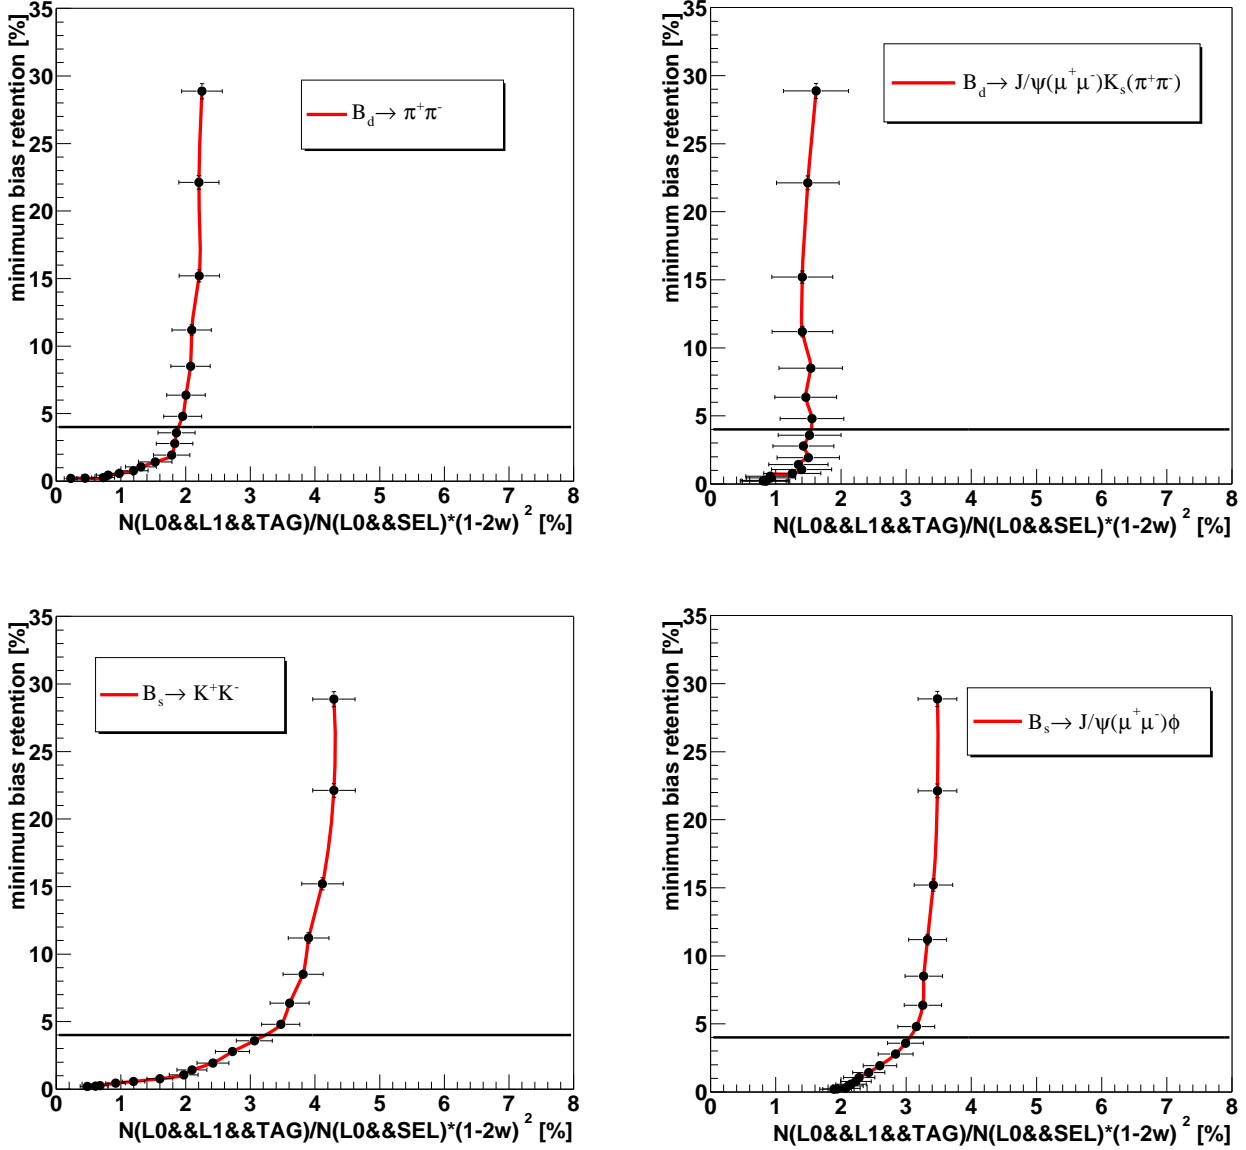 minimum bias retention [%]
35
30
25
20
15
10
5
0
B_d → π⁺π⁻
0 1 2 3 4 5 6 7 8
N(L0&&L1&&TAG)/N(L0&&SEL)*(1-2w)² [%]
minimum bias retention [%]
35
30
25
20
15
10
5
0
B_d → J/ψ(μ⁺μ⁻)K_s(π⁺π⁻)
0 1 2 3 4 5 6 7 8
N(L0&&L1&&TAG)/N(L0&&SEL)*(1-2w)² [%]
minimum bias retention [%]
35
30
25
20
15
10
5
0
B_s → K⁺K⁻
0 1 2 3 4 5 6 7 8
N(L0&&L1&&TAG)/N(L0&&SEL)*(1-2w)² [%]
minimum bias retention [%]
35
30
25
20
15
10
5
0
B_s → J/ψ(μ⁺μ⁻)ϕ
0 1 2 3 4 5 6 7 8
N(L0&&L1&&TAG)/N(L0&&SEL)*(1-2w)² [%]